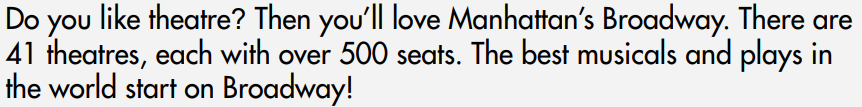 Do you like theatre? Then you’ll love Manhattan’s Broadway. There are
41 theatres, each with over 500 seats. The best musicals and plays in
the world start on Broadway!